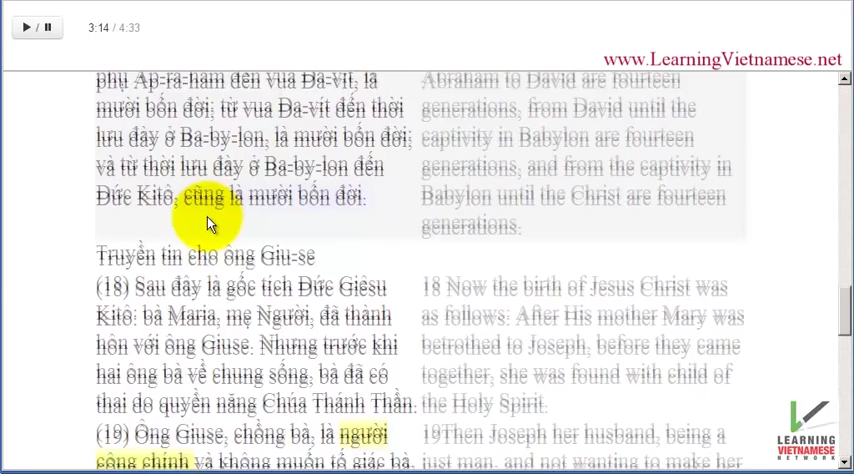 3:14 / 4:33
www.LearningVietnamese.net
phụ Áp-ra-ham đến vua Đa-vít, là
mười bốn đời; từ vua Đa-vít đến thời
lưu đày ở Ba-by-lon, là mười bốn đời;
và từ thời lưu đày ở Ba-by-lon đến
Đức Kitô, cũng là mười bốn đời.
Abraham to David are fourteen
generations, from David until the
captivity in Babylon are fourteen
generations, and from the captivity in
Babylon until the Christ are fourteen
generations.
Truyền tin cho ông Giu-se
(18) Sau đây là gốc tích Đức Giêsu
Kitô: bà Maria, mẹ Người, đã thành
hôn với ông Giuse. Nhưng trước khi
hai ông bà về chung sống, bà đã có
thai do quyền năng Chúa Thánh Thần.
18 Now the birth of Jesus Christ was
as follows: After His mother Mary was
betrothed to Joseph, before they came
together, she was found with child of
the Holy Spirit.
(19) Ông Giuse, chồng bà, là người
công chính và không muốn tố giác bà,
19Then Joseph her husband, being a
just man, and not wanting to make her
LEARNING
VIETNAMESE
NETWORK